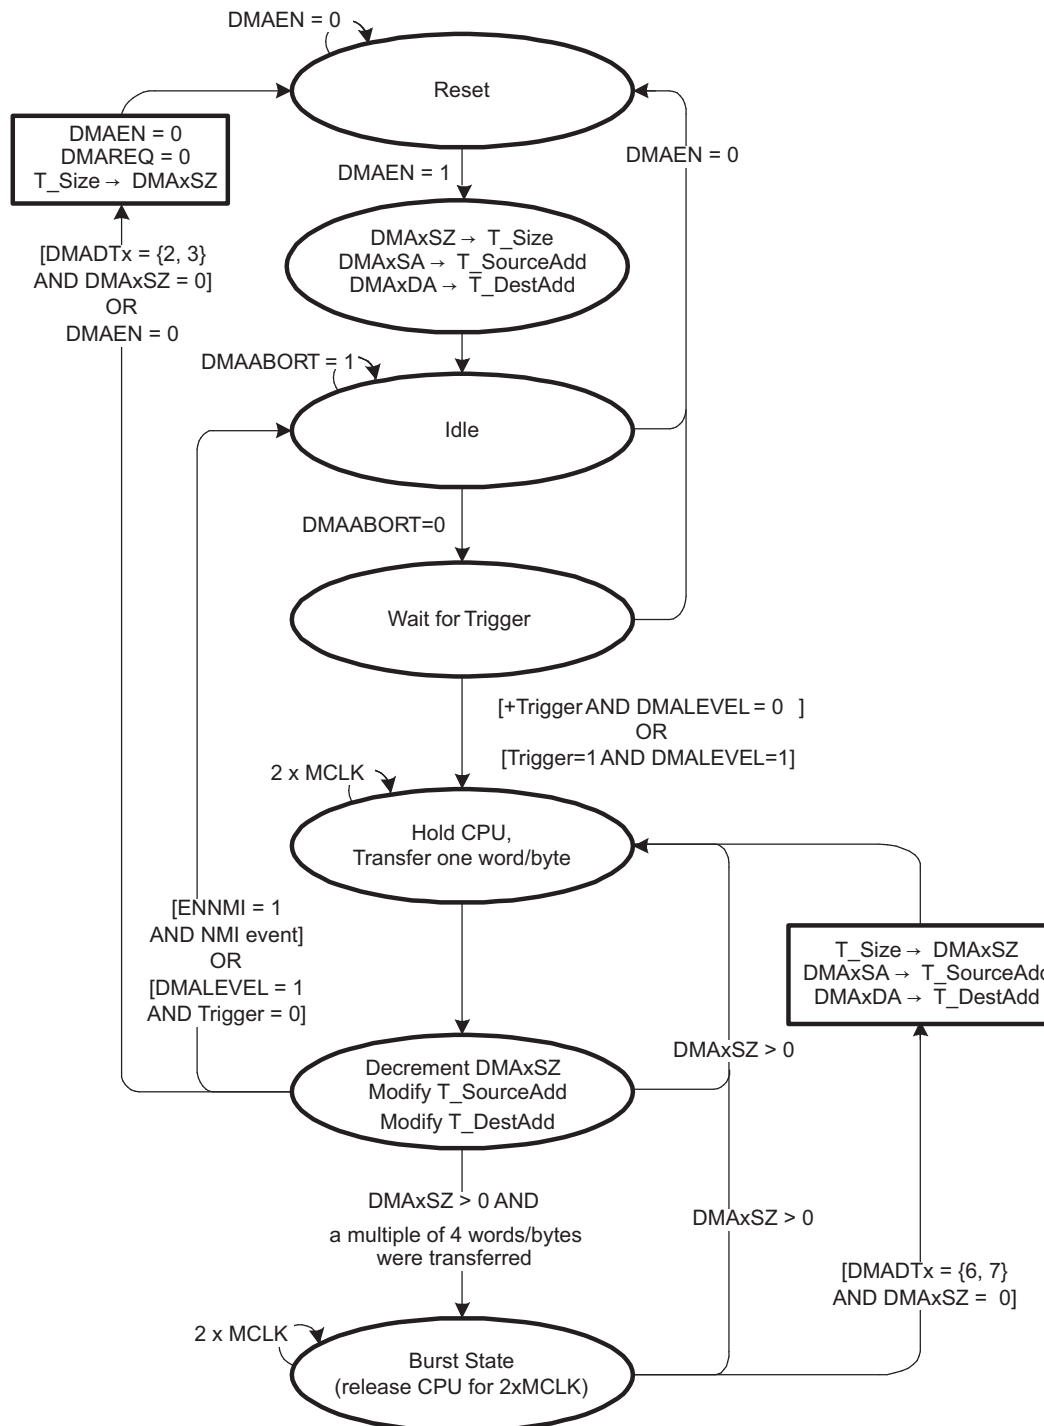 DMAEN = 0
Reset
DMAEN = 0
DMAREQ = 0
T_Size → DMAxSZ
DMAEN = 0
DMAEN = 1
[DMADTx = {2, 3}
AND DMAxSZ = 0]
OR
DMAEN = 0
DMAxSZ → T_Size
DMAxSA → T_SourceAdd
DMAxDA → T_DestAdd
DMAABORT = 1
Idle
DMAABORT=0
Wait for Trigger
[+Trigger AND DMALEVEL = 0 ]
OR
[Trigger=1 AND DMALEVEL=1]
2 x MCLK
Hold CPU,
Transfer one word/byte
[ENNMI = 1
AND NMI event]
OR
[DMALEVEL = 1
AND Trigger = 0]
T_Size → DMAxSZ
DMAxSA → T_SourceAdd
DMAxDA → T_DestAdd
DMAxSZ > 0
Decrement DMAxSZ
Modify T_SourceAdd
Modify T_DestAdd
DMAxSZ > 0 AND
a multiple of 4 words/bytes
were transferred
DMAxSZ > 0
[DMADTx = {6, 7}
AND DMAxSZ = 0]
2 x MCLK
Burst State
(release CPU for 2xMCLK)